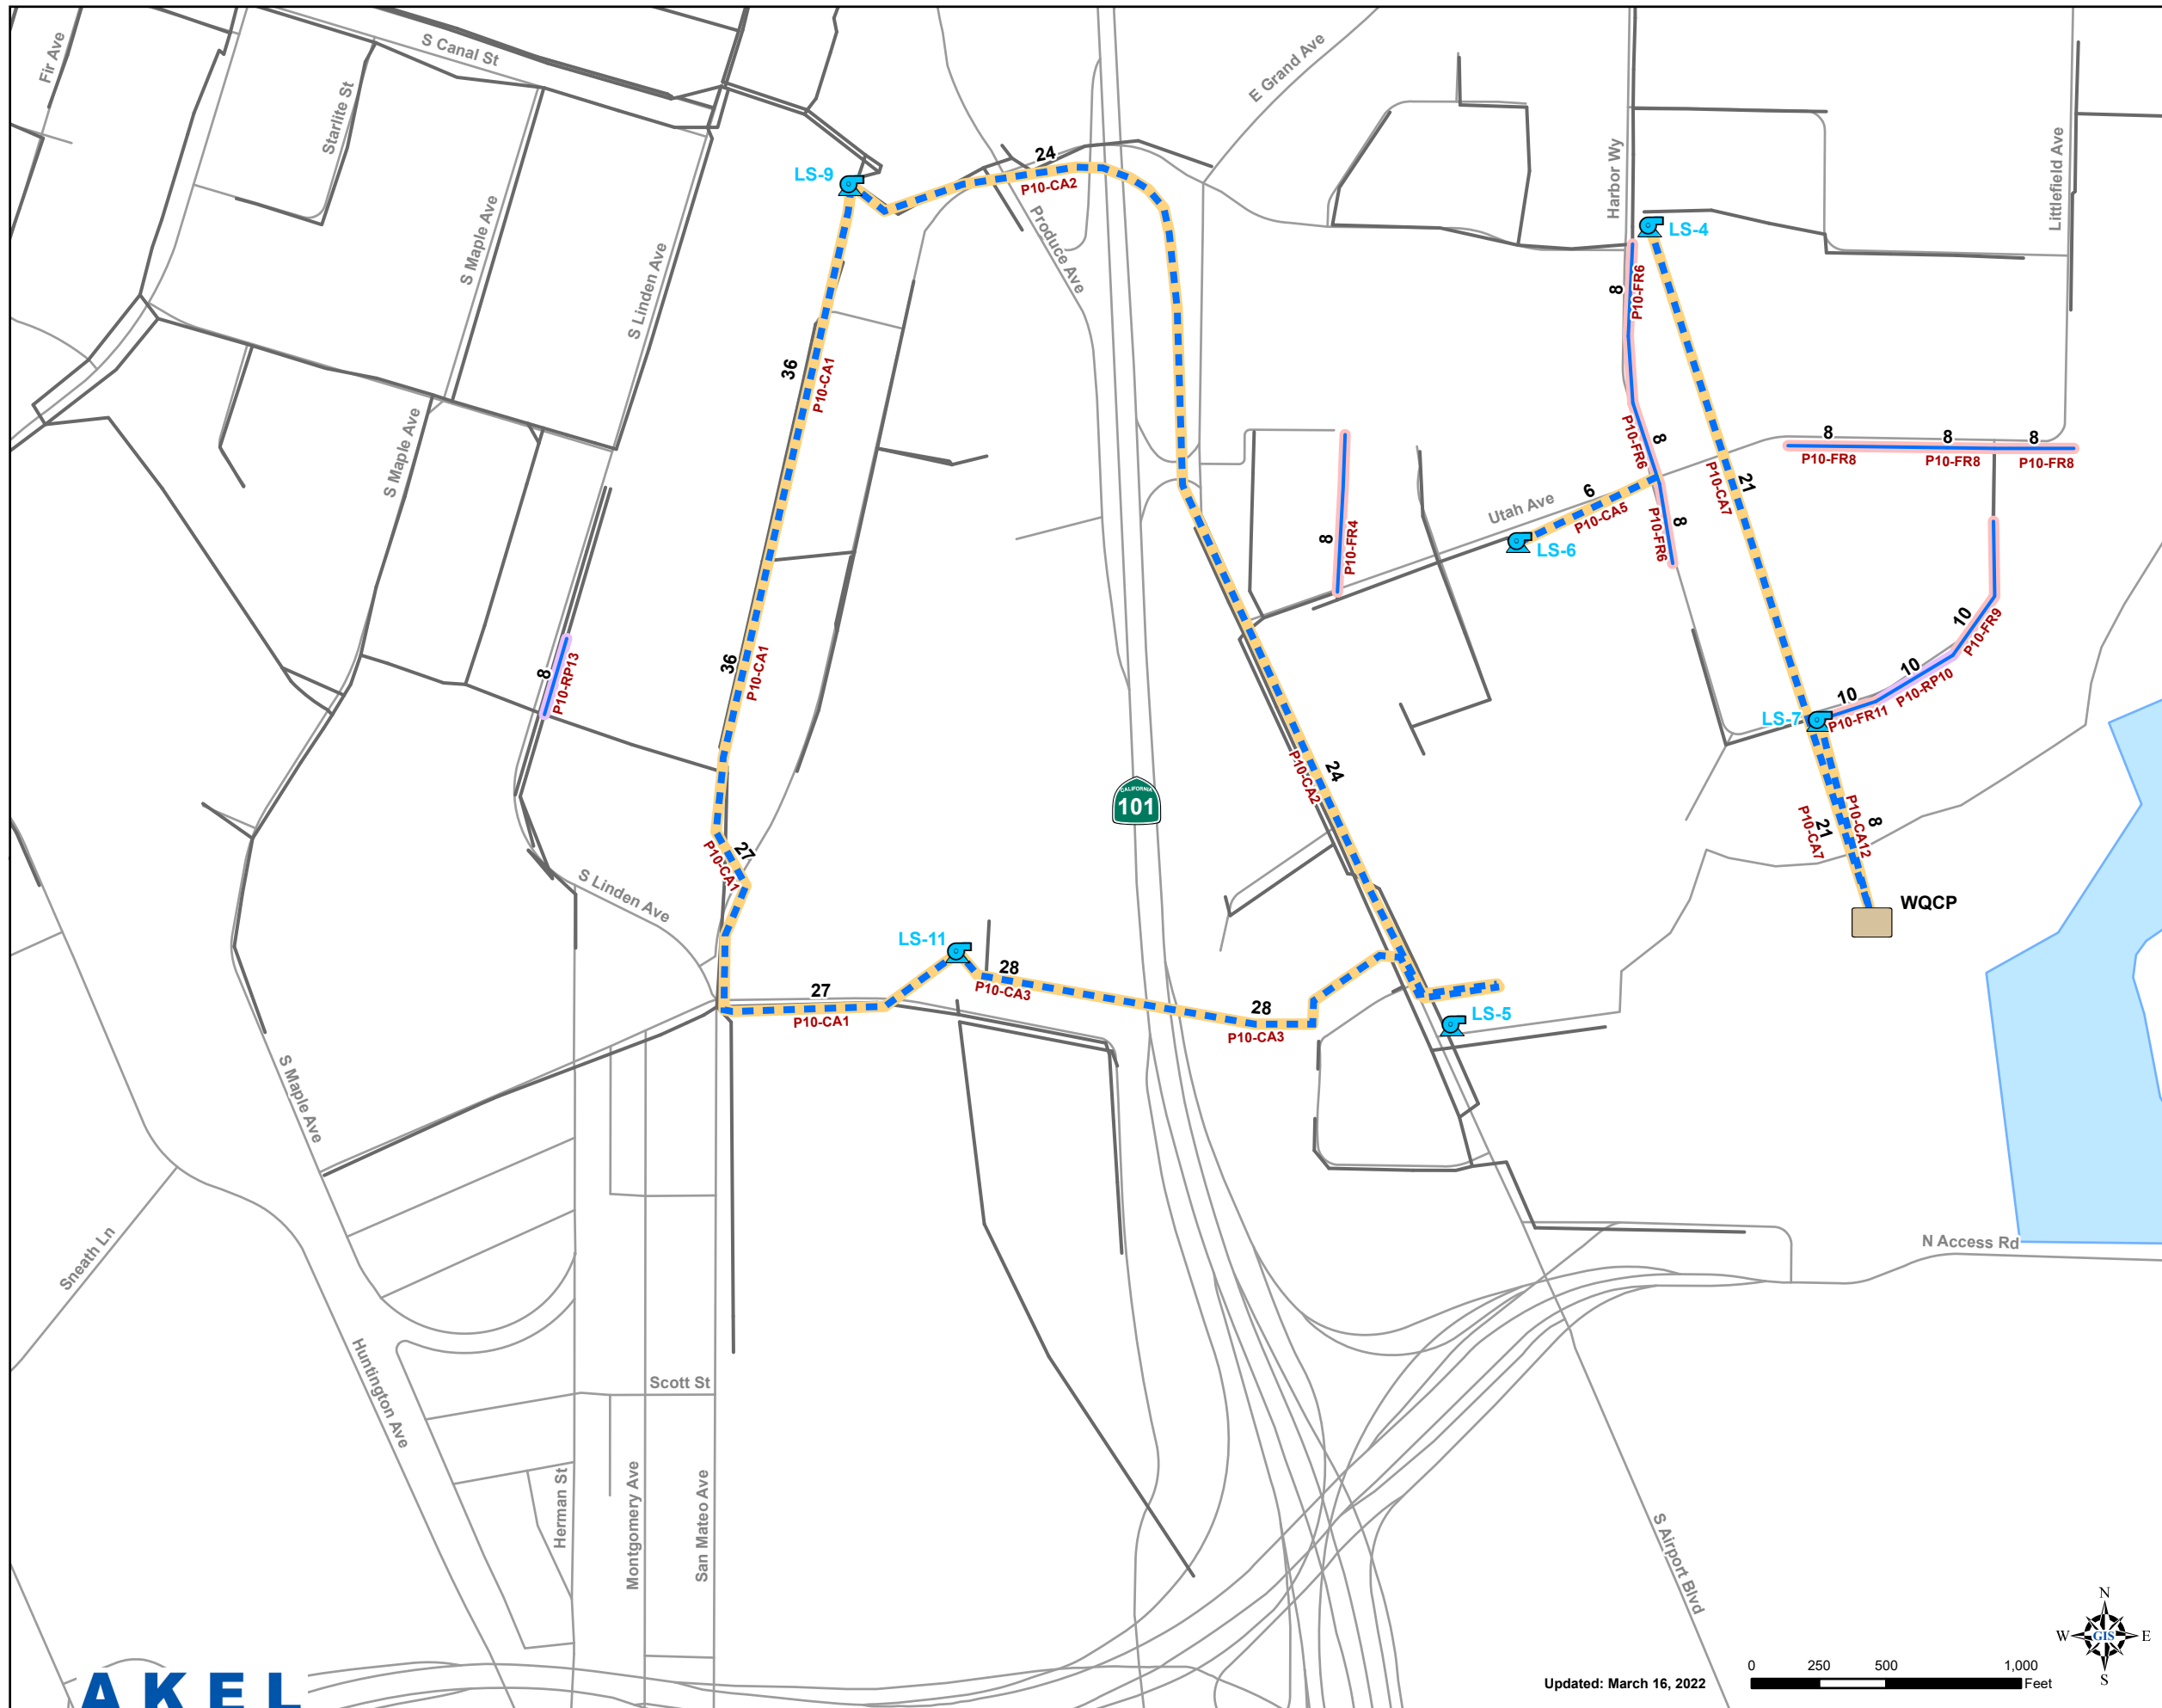 Fir Ave
S Canal St
Starlite St
S Maple Ave
S Linden Ave
S Maple Ave
E Grand Ave
Produce Ave
Harbor Wy
Littlefield Ave
LS-9
24
P10-CA2
LS-4
8
P10-FR6
36
P10-CA1
8
P10-FR6
21
P10-CA7
8
8
8
P10-FR8
P10-FR8
P10-FR8
Utah Ave
6
P10-CA5
LS-6
8
P10-FR6
8
P10-FR4
8
P10-RP13
36
P10-CA1
10
P10-FR9
10
P10-RP10
10
P10-FR11
LS-7
24
P10-CA2
CALIFORNIA
101
27
P10-CA1
21
P10-CA7
8
P10-CA12
WQCP
S Linden Ave
LS-11
28
P10-CA3
27
P10-CA1
28
P10-CA3
LS-5
S Maple Ave
Sneath Ln
N Access Rd
Huntington Ave
Scott St
Herman St
Montgomery Ave
San Mateo Ave
S Airport Blvd
N
W
GIS
E
S
0
250
500
1,000
Feet
Updated: March 16, 2022
AKEL